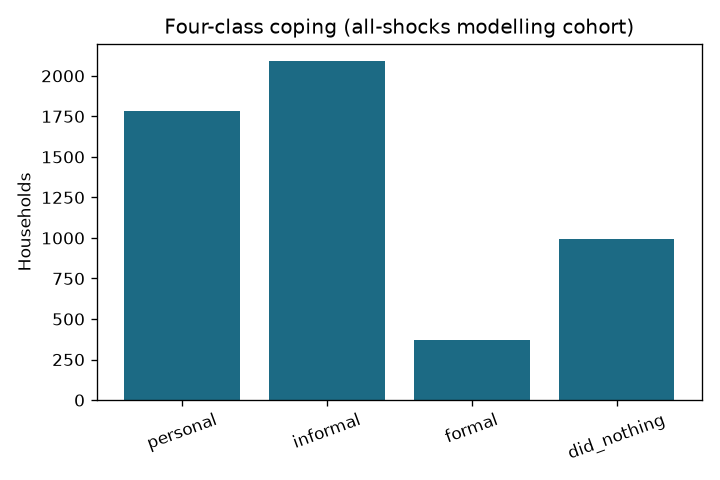 Four-class coping (all-shocks modelling cohort)
Households
2000
1750
1500
1250
1000
750
500
250
0
personal
informal
formal
did_nothing